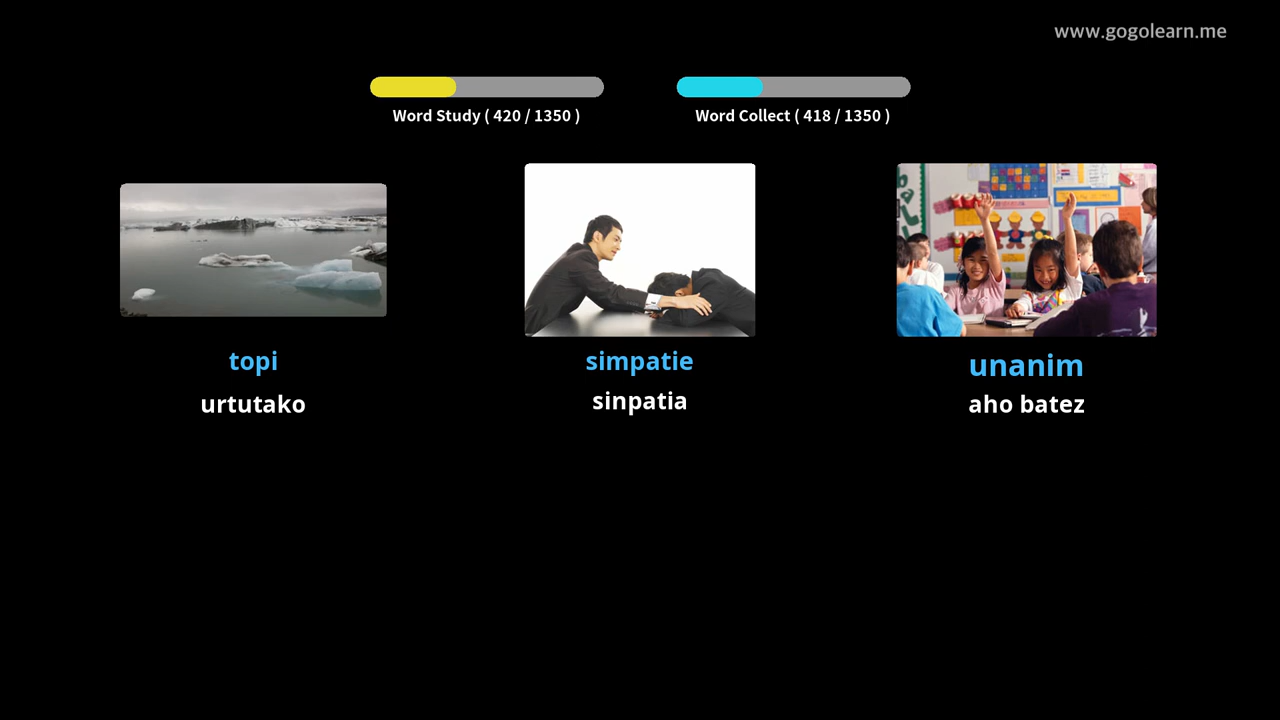 www.gogolearn.me
Word Study ( 420 / 1350 )
Word Collect ( 418 / 1350 )
topi
urtutako
simpatie
sinpatia
unanim
aho batez